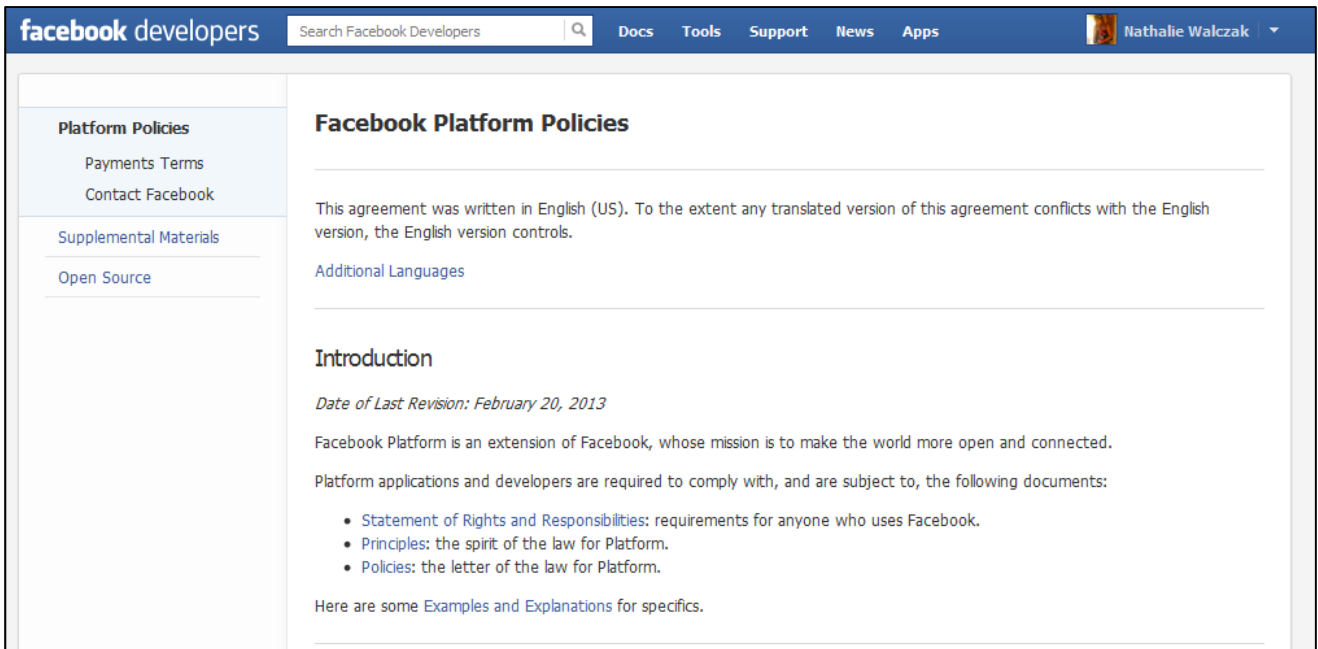 facebook developers
Search Facebook Developers
Docs Tools Support News Apps
Nathalie Walczak
Platform Policies
Payments Terms
Contact Facebook
Supplemental Materials
Open Source
Facebook Platform Policies
This agreement was written in English (US). To the extent any translated version of this agreement conflicts with the English
version, the English version controls.
Additional Languages
Introduction
Date of Last Revision: February 20, 2013
Facebook Platform is an extension of Facebook, whose mission is to make the world more open and connected.
Platform applications and developers are required to comply with, and are subject to, the following documents:
• Statement of Rights and Responsibilities: requirements for anyone who uses Facebook.
• Principles: the spirit of the law for Platform.
• Policies: the letter of the law for Platform.
Here are some Examples and Explanations for specifics.